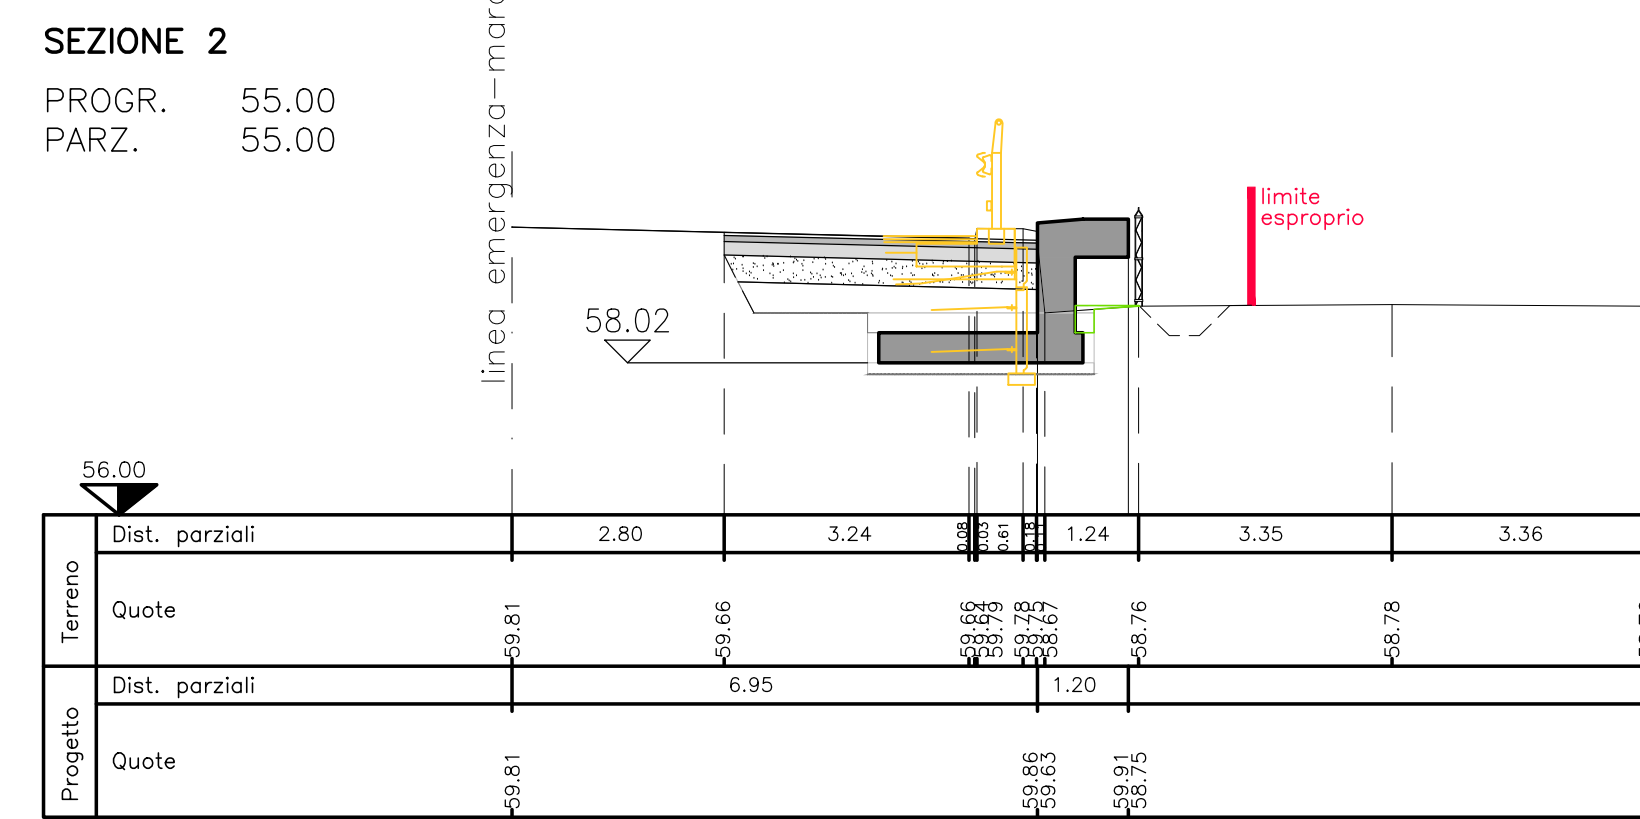 SEZIONE 2
PROGR. 55.00
PARZ. 55.00
linea emergenza-marc
limite
esproprio
58.02
56.00
Terreno
Dist. parziali 2.80 3.24 0.08 0.03 0.61 0.18 1.24 3.35 3.36
Quote 59.81 59.66 59.66 59.64 59.79 59.78 59.75 58.67 58.76 58.78
Progetto
Dist. parziali 6.95 1.20
Quote 59.81 59.86 59.63 59.91 58.75